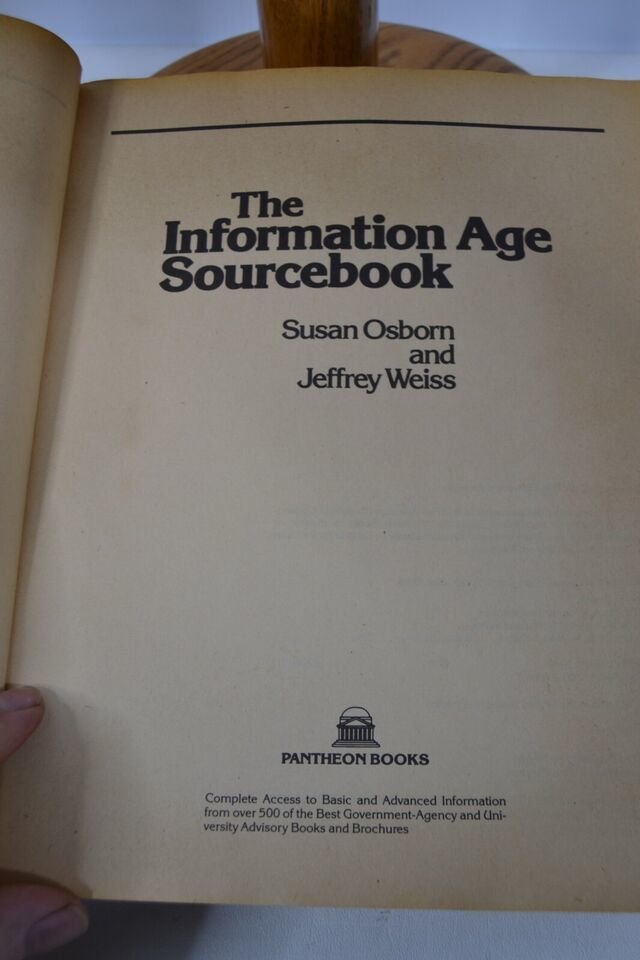 The
Information Age
Sourcebook
Susan Osborn
and
Jeffrey Weiss
PANTHEON BOOKS
Complete Access to Basic and Advanced Information
from over 500 of the Best Government-Agency and Uni-
versity Advisory Books and Brochures